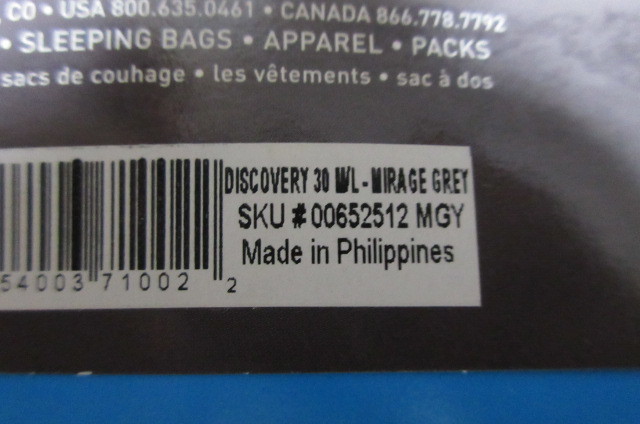 , CO • USA 800.635.0461 • CANADA 866.778.7792
• SLEEPING BAGS • APPAREL • PACKS
sacs de couhage • les vêtements • sac à dos
DISCOVERY 30 M/L - MIRAGE GREY
SKU # 00652512 MGY
Made in Philippines
54003 71002 2